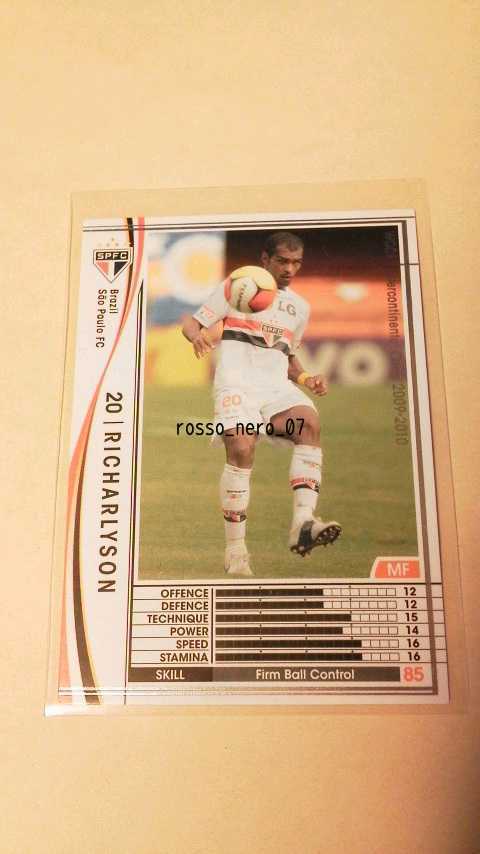 SPFC
Brazil
São Paulo FC
20 | RICHARLYSON
LG
SPFC
20
2009-2010
rosso_nero_07
MF
OFFENCE 12
DEFENCE 12
TECHNIQUE 15
POWER 14
SPEED 16
STAMINA 16
SKILL Firm Ball Control 85